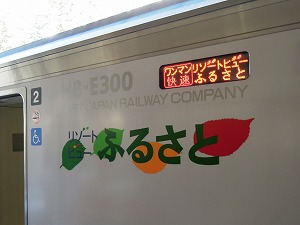 HB-E300
EAST JAPAN RAILWAY COMPANY
ワンマン リゾートビュー
快速 ふるさと
2
リゾート
ビュー
ふるさと